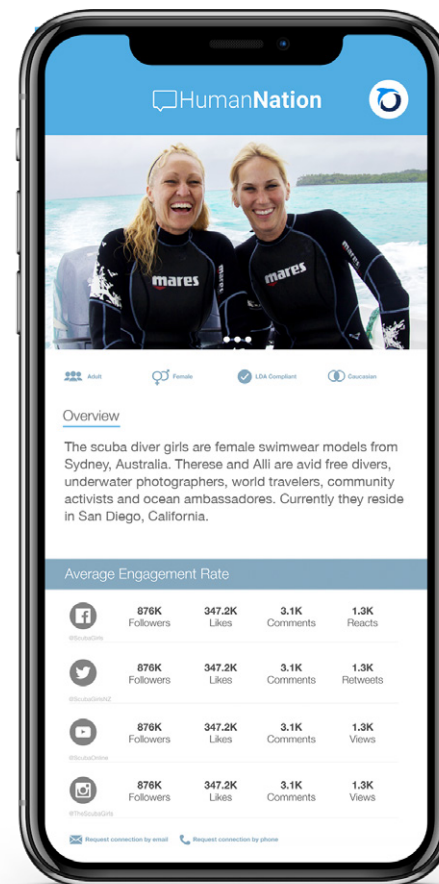 HumanNation
mares
mares
Adult
Female
LDA Compliant
Caucasian
Overview
The scuba diver girls are female swimwear models from
Sydney, Australia. Therese and Alli are avid free divers,
underwater photographers, world travelers, community
activists and ocean ambassadores. Currently they reside
in San Diego, California.
Average Engagement Rate
876K 347.2K 3.1K 1.3K
Followers Likes Comments Reacts
@ScubaGirls
876K 347.2K 3.1K 1.3K
Followers Likes Comments Retweets
@ScubaGirlsNZ
876K 347.2K 3.1K 1.3K
Followers Likes Comments Views
@ScubaOnline
876K 347.2K 3.1K 1.3K
Followers Likes Comments Views
@TheScubaGirls
Request connection by email Request connection by phone